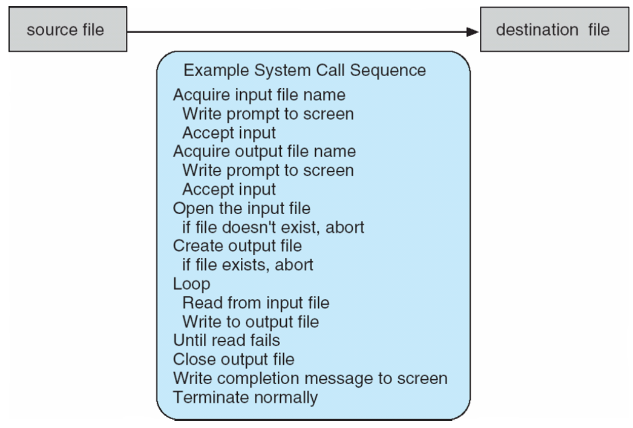 source file
destination file
Example System Call Sequence
Acquire input file name
Write prompt to screen
Accept input
Acquire output file name
Write prompt to screen
Accept input
Open the input file
if file doesn't exist, abort
Create output file
if file exists, abort
Loop
Read from input file
Write to output file
Until read fails
Close output file
Write completion message to screen
Terminate normally